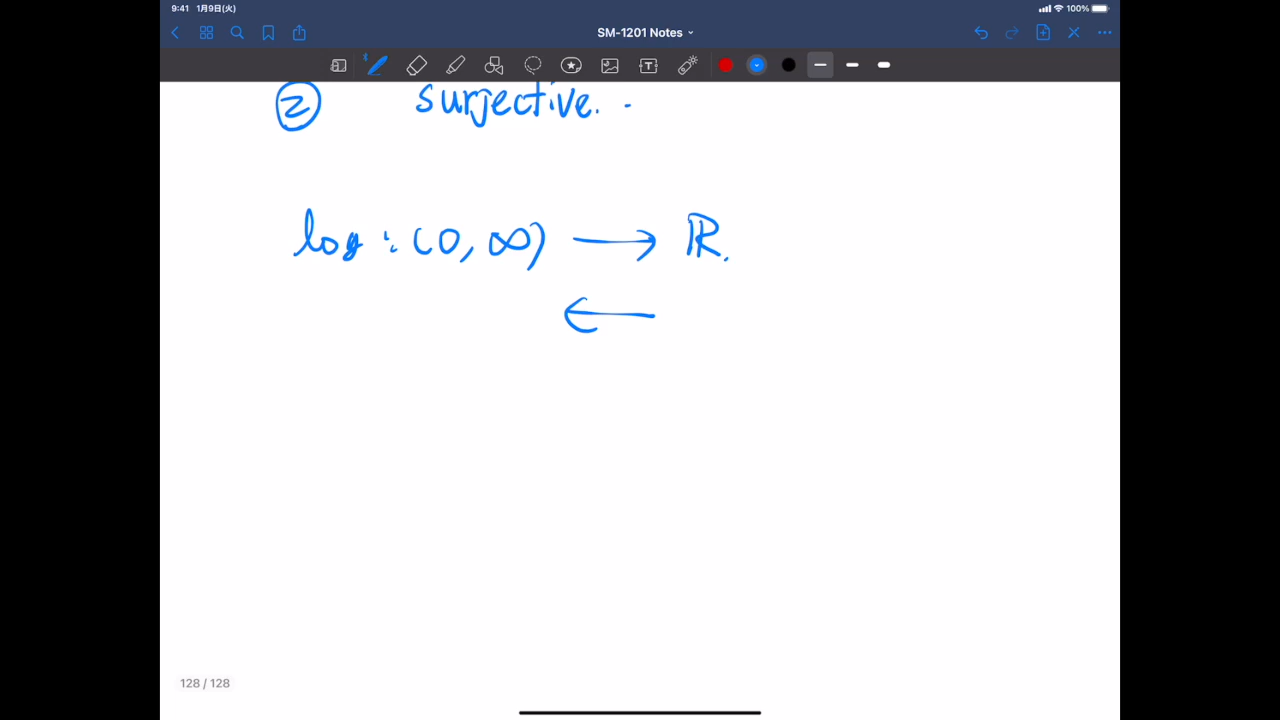 9:41 1月9日(火) 100%
SM-1201 Notes
② surjective.
log : (0, ∞) → ℝ.
←
128 / 128